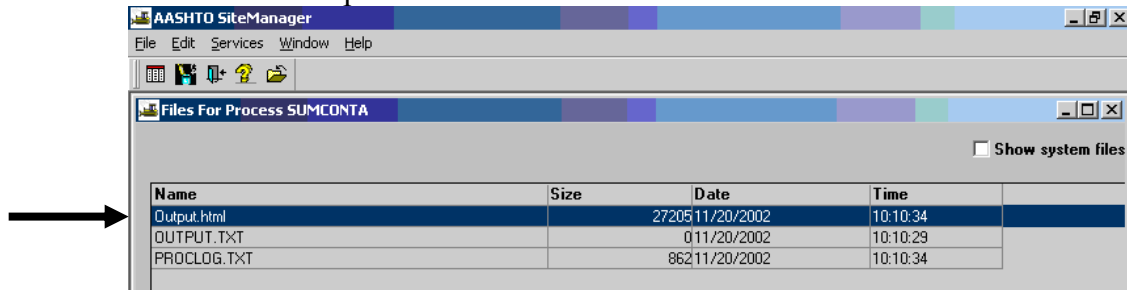 AASHTO SiteManager
File Edit Services Window Help
Files For Process SUMCONTA
Show system files
Name Size Date Time
Output.html 27205 11/20/2002 10:10:34
OUTPUT.TXT 0 11/20/2002 10:10:29
PROCLOG.TXT 862 11/20/2002 10:10:34